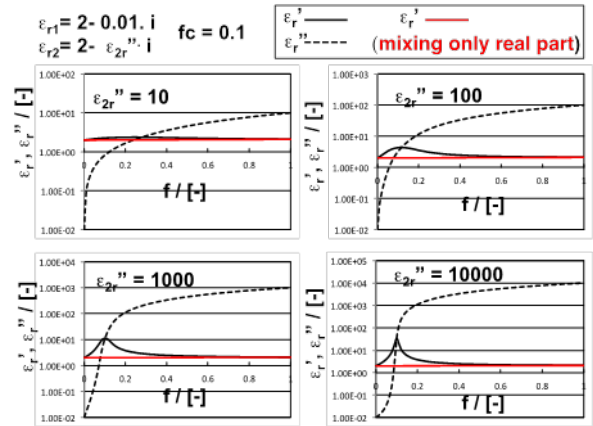 εr1= 2- 0.01. i
εr2= 2- ε2r"· i
fc = 0.1
εr'
εr'
εr"
(mixing only real part)
1.00E+02
1.00E+01
1.00E+00
1.00E-01
1.00E-02
εr', εr" / [-]
ε2r" = 10
0 0.2 0.4 0.6 0.8 1
f / [-]
1.00E+03
1.00E+02
1.00E+01
1.00E+00
1.00E-01
1.00E-02
εr', εr" / [-]
ε2r" = 100
0 0.2 0.4 0.6 0.8 1
f / [-]
1.00E+04
1.00E+03
1.00E+02
1.00E+01
1.00E+00
1.00E-01
1.00E-02
εr', εr" / [-]
ε2r" = 1000
0 0.2 0.4 0.6 0.8 1
f / [-]
1.00E+05
1.00E+04
1.00E+03
1.00E+02
1.00E+01
1.00E+00
1.00E-01
1.00E-02
εr', εr" / [-]
ε2r" = 10000
0 0.2 0.4 0.6 0.8 1
f / [-]